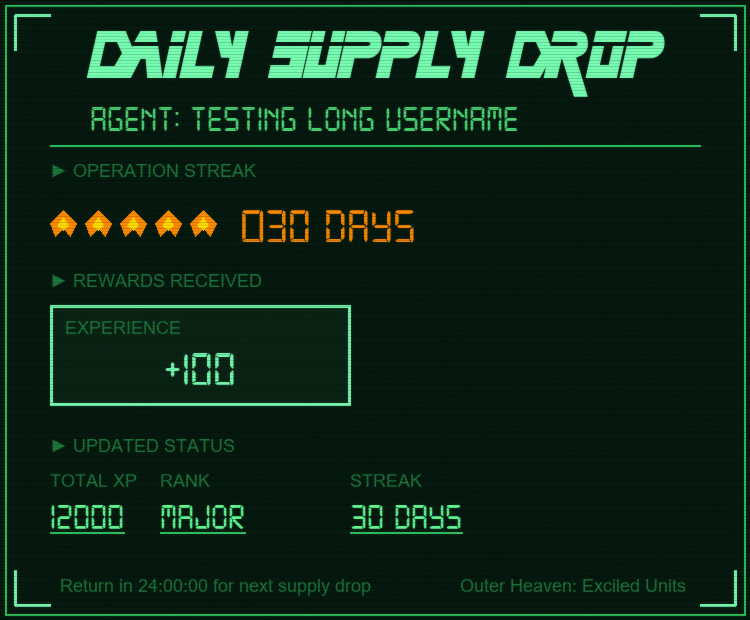 DAILY SUPPLY DROP
AGENT: TESTING LONG USERNAME
► OPERATION STREAK
030 DAYS
► REWARDS RECEIVED
EXPERIENCE
+100
► UPDATED STATUS
TOTAL XP RANK STREAK
12000 MAJOR 30 DAYS
Return in 24:00:00 for next supply drop Outer Heaven: Exciled Units